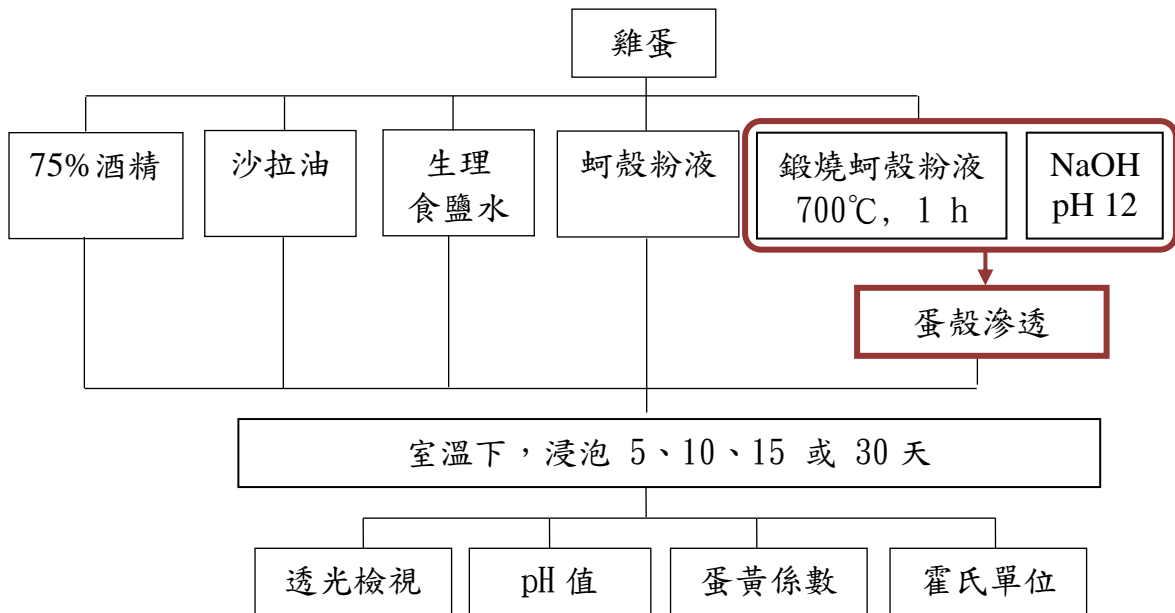 雞蛋
75%酒精
沙拉油
生理
食鹽水
蚵殼粉液
鍛燒蚵殼粉液
700℃, 1 h
NaOH
pH 12
蛋殼滲透
室溫下，浸泡 5、10、15 或 30 天
透光檢視
pH 值
蛋黃係數
霍氏單位